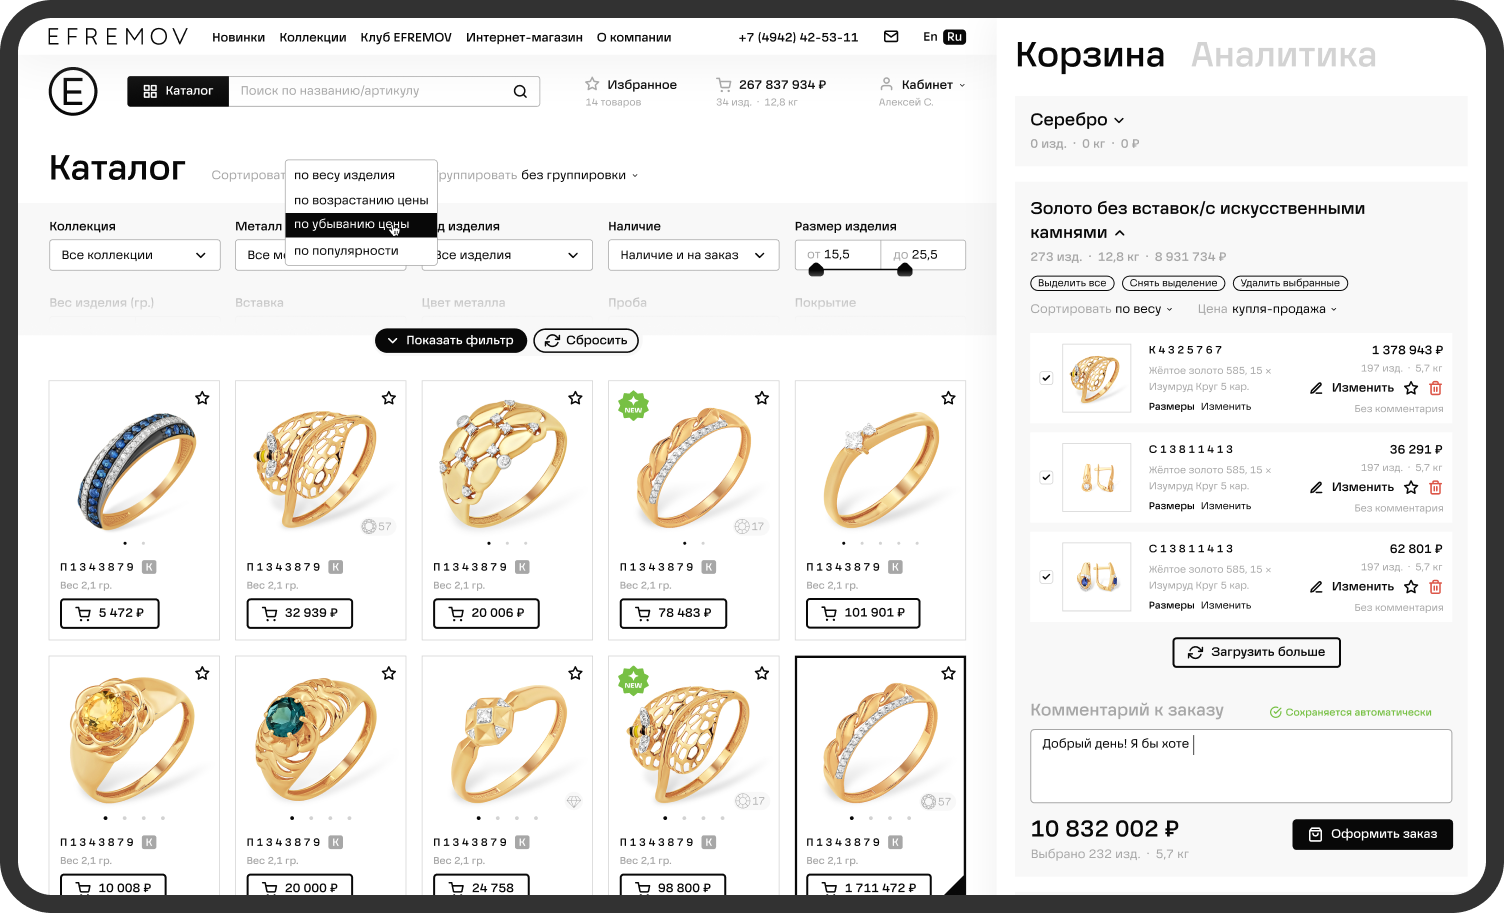 EFREMOV
Новинки Коллекции Клуб EFREMOV Интернет-магазин О компании
+7 (4942) 42-53-11
En Ru
E
Каталог
Поиск по названию/артикулу
Избранное
14 товаров
267 837 934 ₽
34 изд. · 12,8 кг
Кабинет
Алексей С.
Каталог
Сортироват
по весу изделия
по возрастанию цены
по убыванию цены
по популярности
руппировать без группировки
Коллекция
Все коллекции
Металл
Все ме
д изделия
Все изделия
Наличие
Наличие и на заказ
Размер изделия
от 15,5
до 25,5
Вес изделия (гр.) Вставка Цвет металла Проба Покрытие
Показать фильтр
Сбросить
57
NEW
17
П1343879 K
Вес 2,1 гр.
5 472 ₽
П1343879 K
Вес 2,1 гр.
32 939 ₽
П1343879 K
Вес 2,1 гр.
20 006 ₽
П1343879 K
Вес 2,1 гр.
78 483 ₽
П1343879 K
Вес 2,1 гр.
101 901 ₽
NEW
17
57
П1343879 K
Вес 2,1 гр.
10 008 ₽
П1343879 K
Вес 2,1 гр.
20 000 ₽
П1343879 K
Вес 2,1 гр.
24 758
П1343879 K
Вес 2,1 гр.
98 800 ₽
П1343879 K
Вес 2,1 гр.
1 711 472 ₽
Корзина Аналитика
Серебро
0 изд. · 0 кг · 0 ₽
Золото без вставок/с искусственными
камнями
273 изд. · 12,8 кг · 8 931 734 ₽
Выделить все Снять выделение Удалить выбранные
Сортировать по весу Цена купля-продажа
К4325767
Жёлтое золото 585, 15 ×
Изумруд Круг 5 кар.
Размеры Изменить
1 378 943 ₽
197 изд. · 5,7 кг
Изменить
Без комментария
С13811413
Жёлтое золото 585, 15 ×
Изумруд Круг 5 кар.
Размеры Изменить
36 291 ₽
197 изд. · 5,7 кг
Изменить
Без комментария
С13811413
Жёлтое золото 585, 15 ×
Изумруд Круг 5 кар.
Размеры Изменить
62 801 ₽
197 изд. · 5,7 кг
Изменить
Без комментария
Загрузить больше
Комментарий к заказу
Сохраняется автоматически
Добрый день! Я бы хоте
10 832 002 ₽
Выбрано 232 изд. · 5,7 кг
Оформить заказ